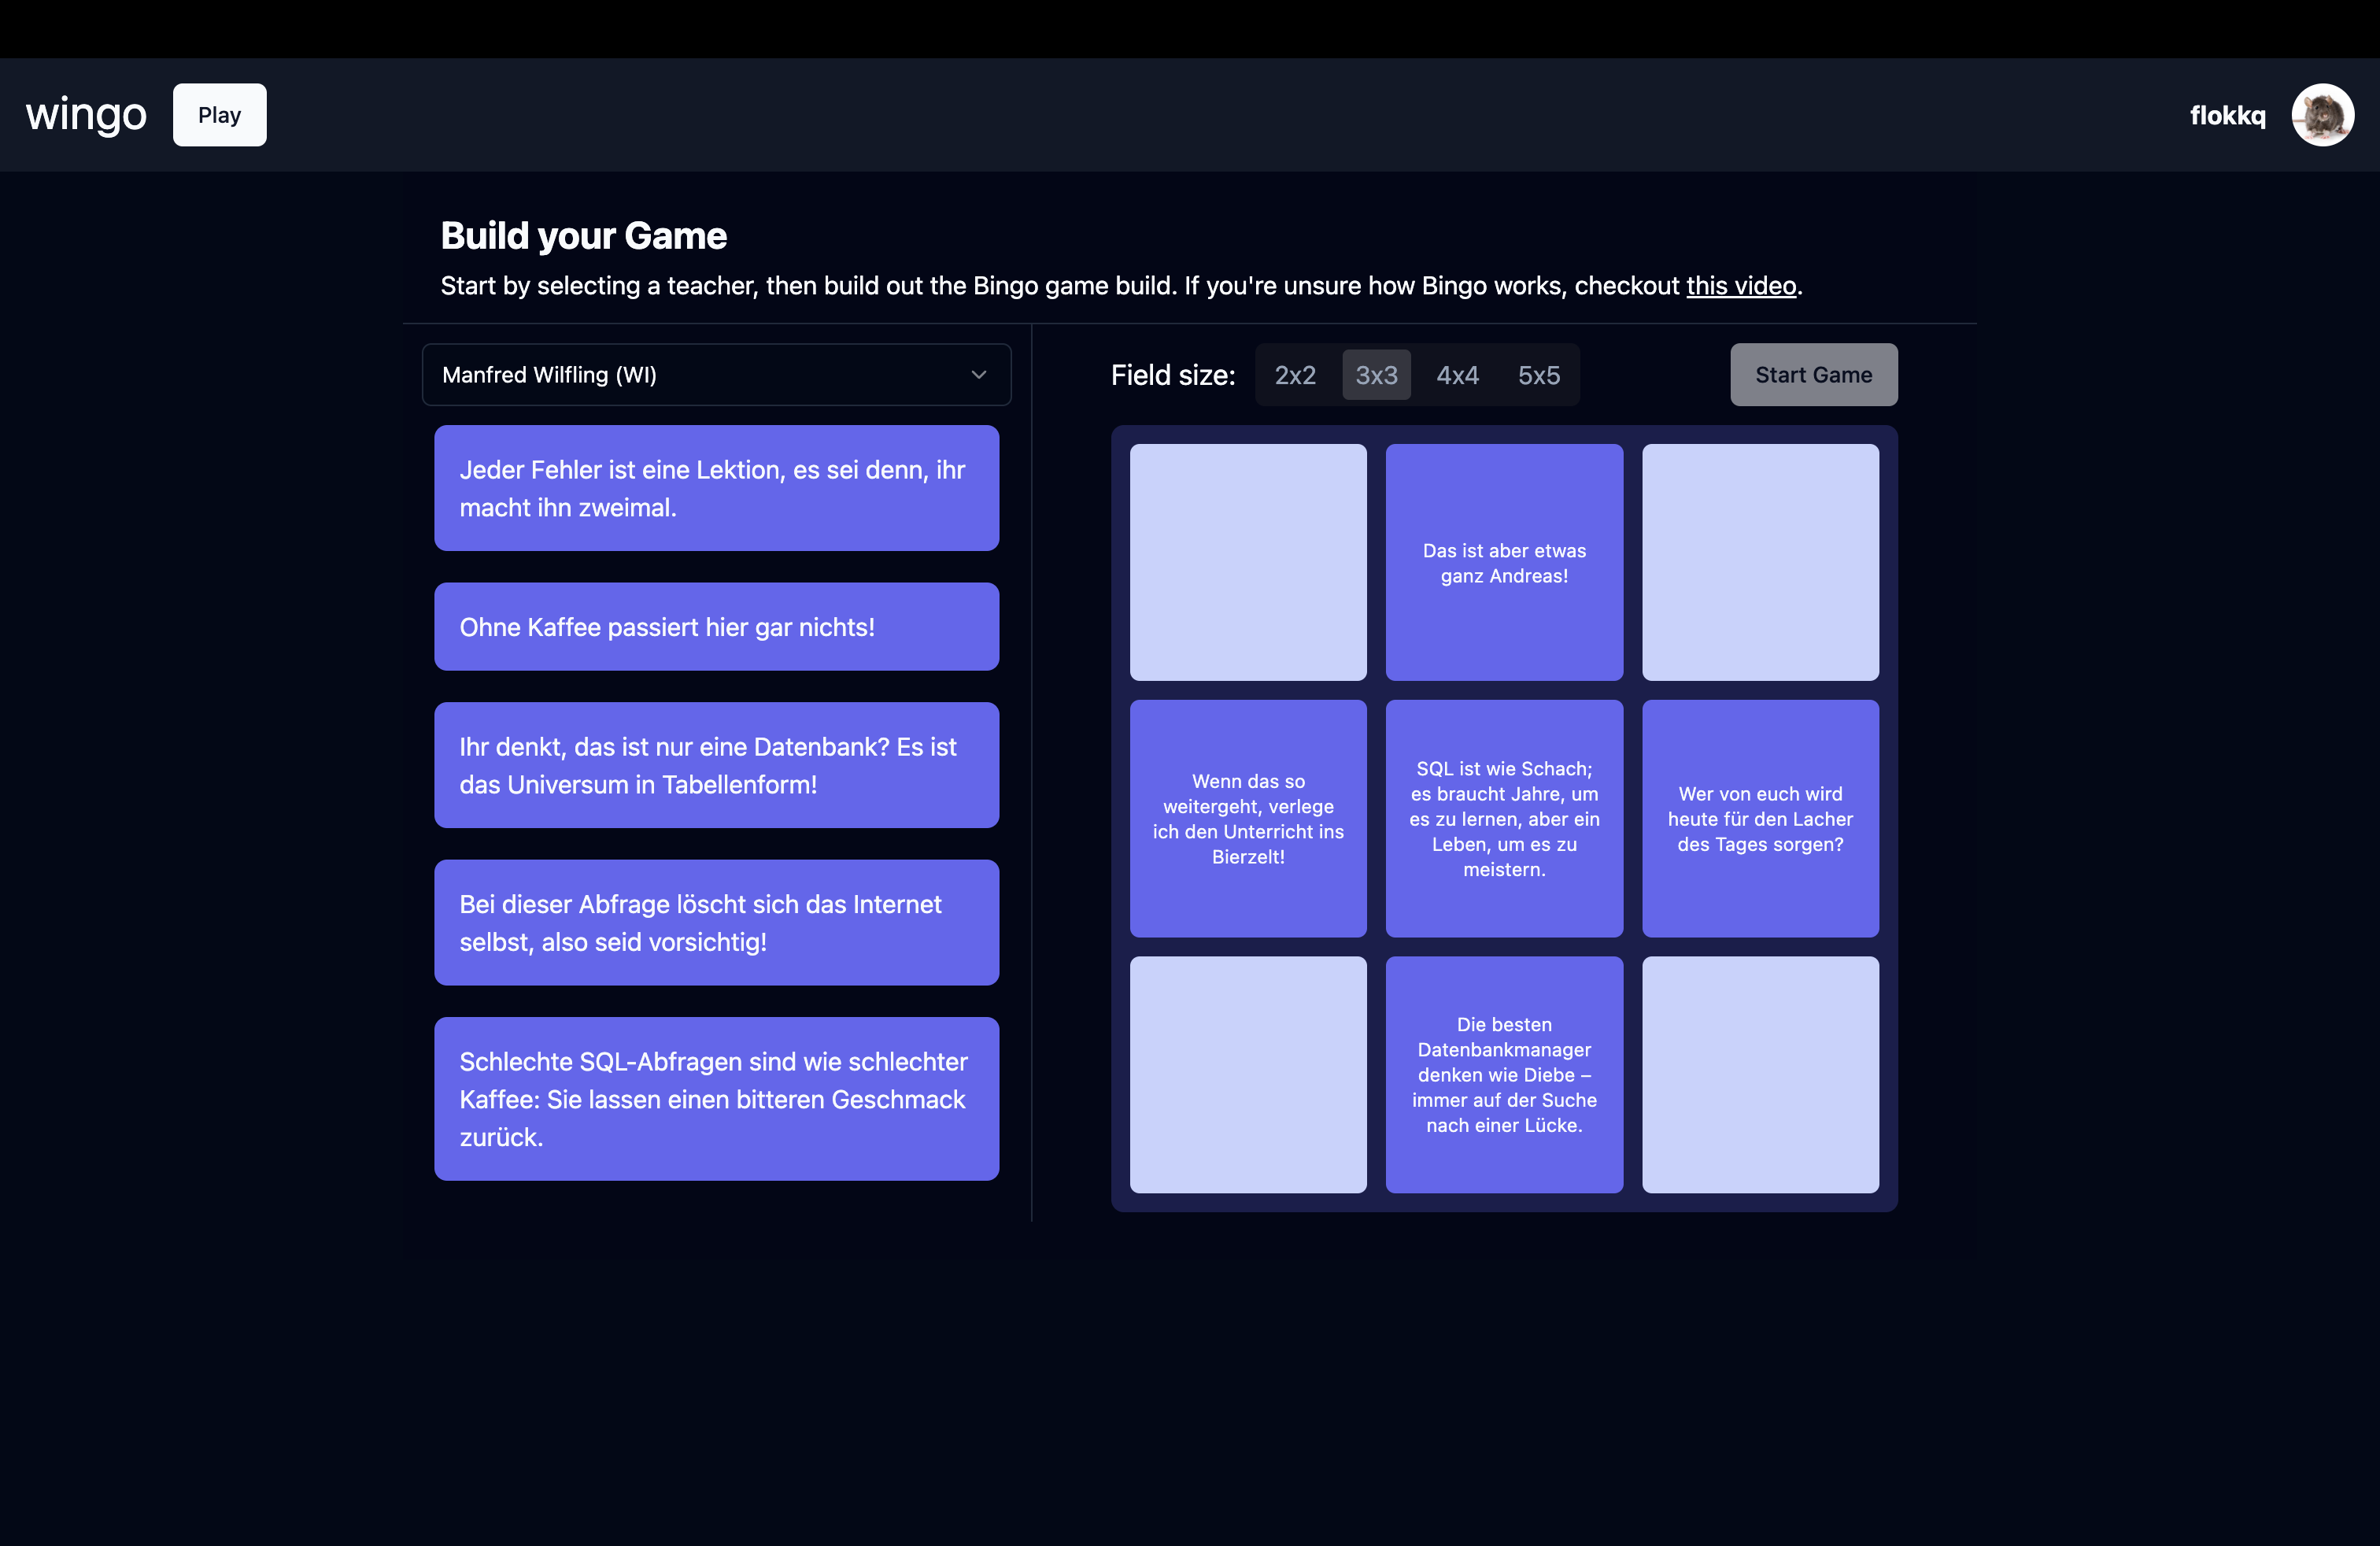 wingo
Play
flokkq
Build your Game
Start by selecting a teacher, then build out the Bingo game build. If you're unsure how Bingo works, checkout this video.
Manfred Wilfling (WI)
Jeder Fehler ist eine Lektion, es sei denn, ihr
macht ihn zweimal.
Ohne Kaffee passiert hier gar nichts!
Ihr denkt, das ist nur eine Datenbank? Es ist
das Universum in Tabellenform!
Bei dieser Abfrage löscht sich das Internet
selbst, also seid vorsichtig!
Schlechte SQL-Abfragen sind wie schlechter
Kaffee: Sie lassen einen bitteren Geschmack
zurück.
Field size:
2x2
3x3
4x4
5x5
Start Game
Das ist aber etwas
ganz Andreas!
Wenn das so
weitergeht, verlege
ich den Unterricht ins
Bierzelt!
SQL ist wie Schach;
es braucht Jahre, um
es zu lernen, aber ein
Leben, um es zu
meistern.
Wer von euch wird
heute für den Lacher
des Tages sorgen?
Die besten
Datenbankmanager
denken wie Diebe –
immer auf der Suche
nach einer Lücke.